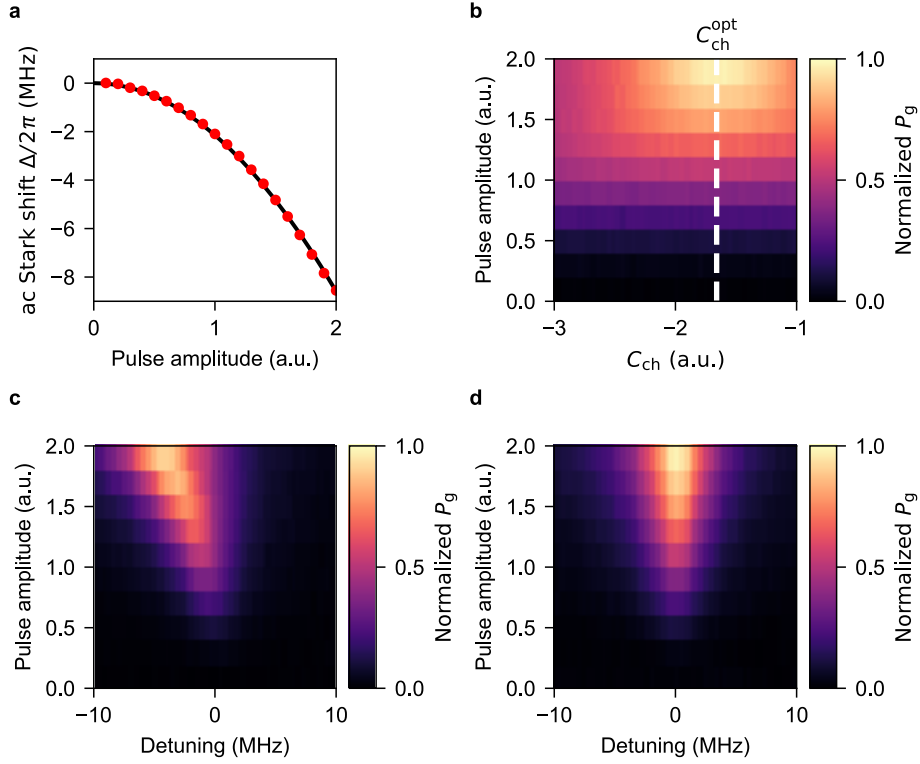 a
0
−2
−4
−6
−8
ac Stark shift Δ/2π (MHz)
0 1 2
Pulse amplitude (a.u.)
b
C_ch^opt
2.0
1.5
1.0
0.5
0.0
Pulse amplitude (a.u.)
−3 −2 −1
C_ch (a.u.)
1.0
0.5
0.0
Normalized P_g
c
2.0
1.5
1.0
0.5
0.0
Pulse amplitude (a.u.)
−10 0 10
Detuning (MHz)
1.0
0.5
0.0
Normalized P_g
d
2.0
1.5
1.0
0.5
0.0
Pulse amplitude (a.u.)
−10 0 10
Detuning (MHz)
1.0
0.5
0.0
Normalized P_g